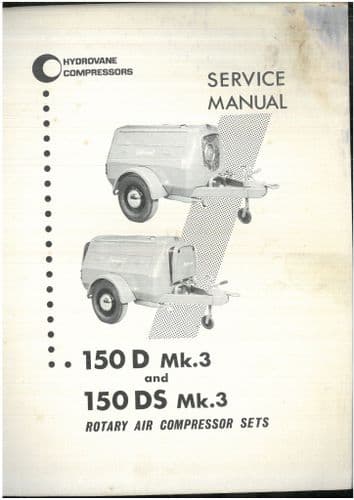 HYDROVANE
COMPRESSORS
SERVICE
MANUAL
150 D Mk.3
and
150 DS Mk.3
ROTARY AIR COMPRESSOR SETS